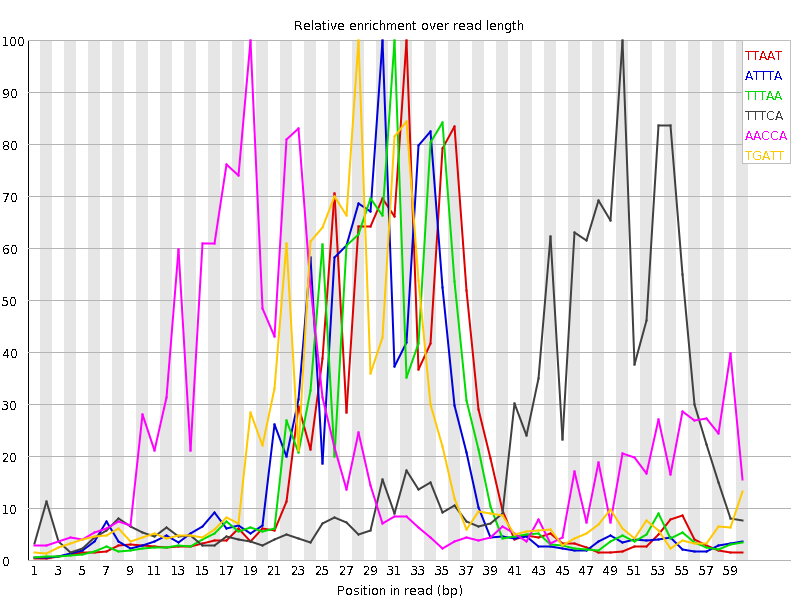 Relative enrichment over read length
100
90
80
70
60
50
40
30
20
10
0
TTAAT
ATTTA
TTTAA
TTTCA
AACCA
TGATT
1 3 5 7 9 11 13 15 17 19 21 23 25 27 29 31 33 35 37 39 41 43 45 47 49 51 53 55 57 59
Position in read (bp)